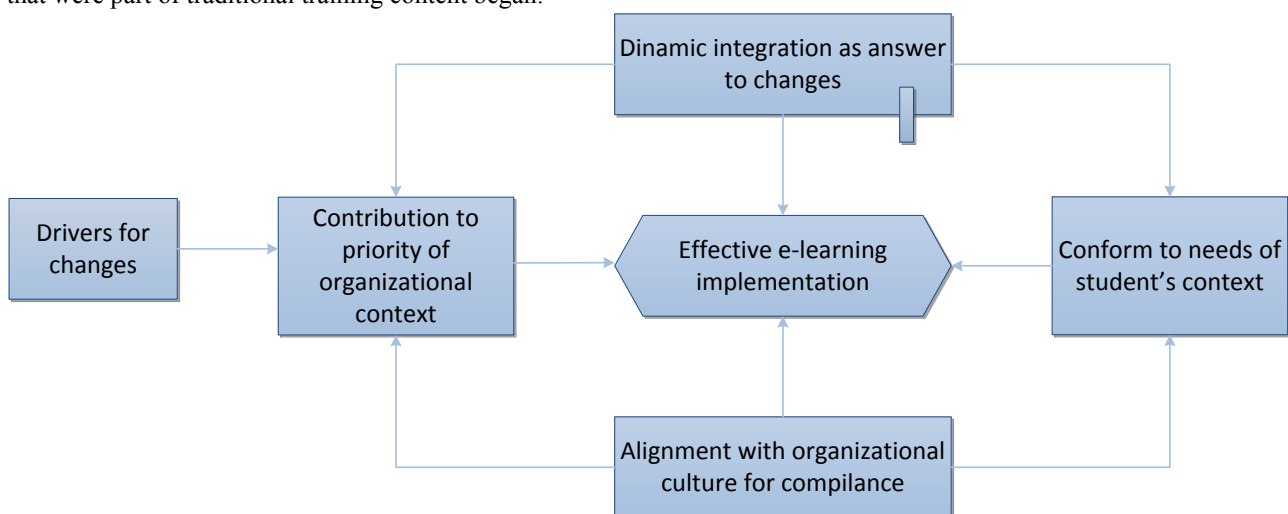 that were part of traditional training content began.
Dinamic integration as answer
to changes
Drivers for
changes
Contribution to
priority of
organizational
context
Effective e-learning
implementation
Conform to needs of
student’s context
Alignment with organizational
culture for compilance